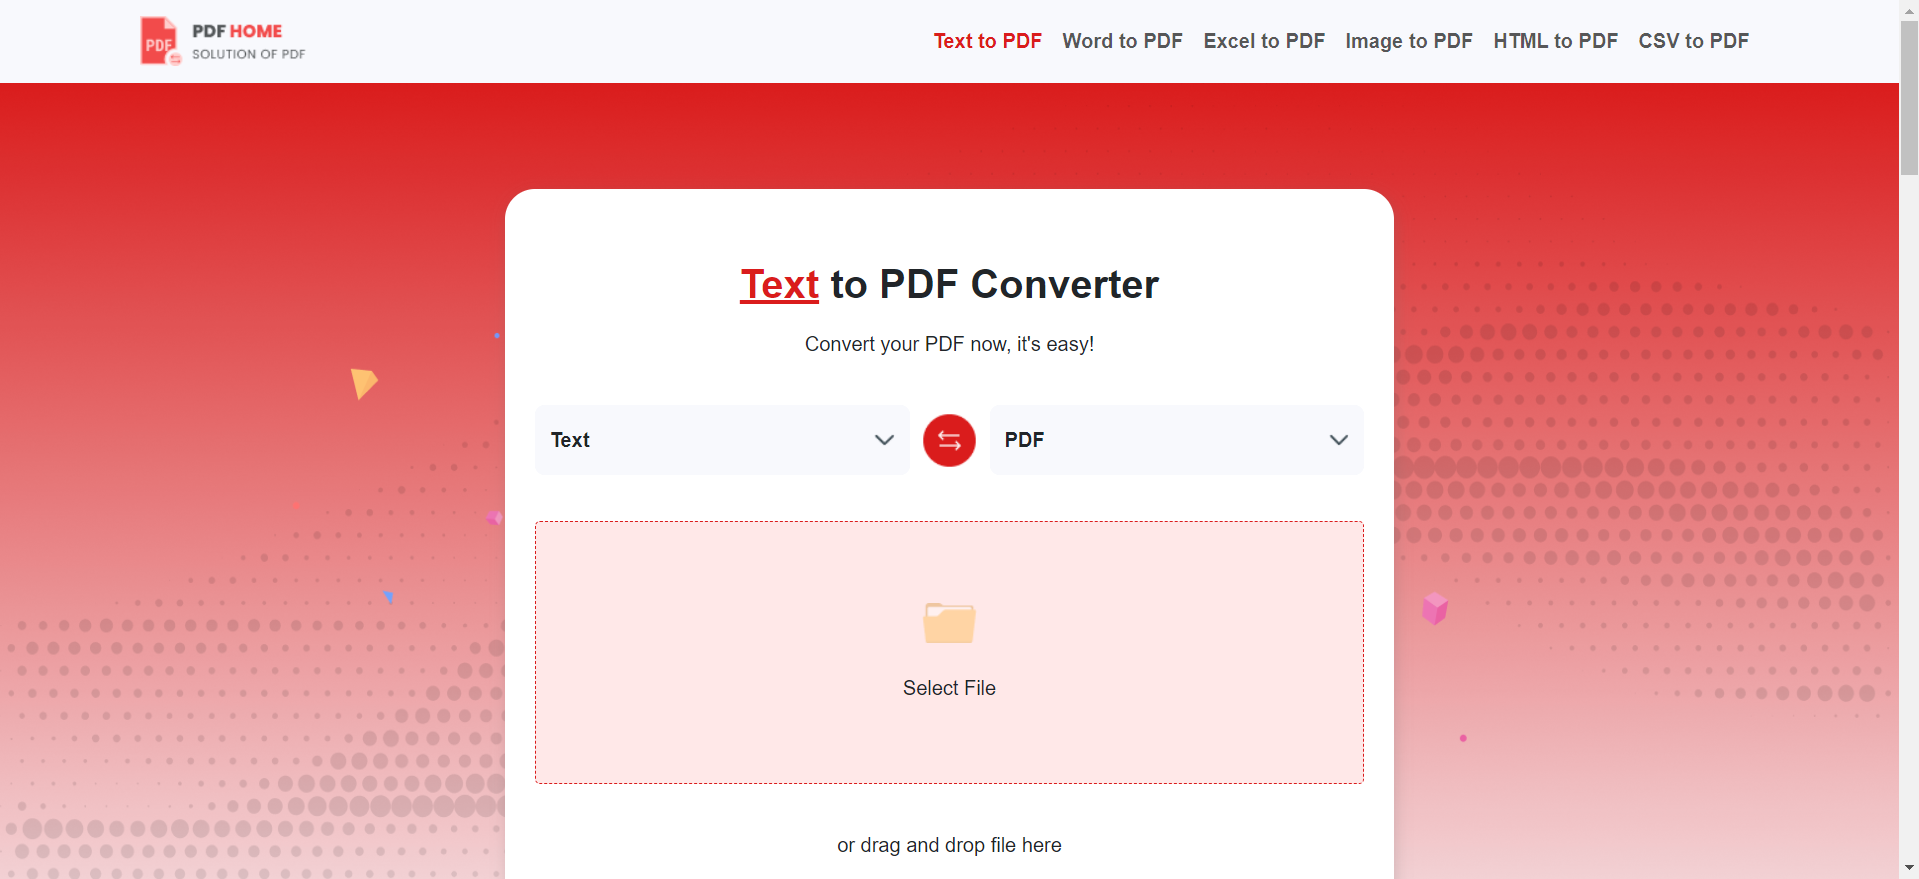 PDF HOME
SOLUTION OF PDF
PDF
Text to PDF Word to PDF Excel to PDF Image to PDF HTML to PDF CSV to PDF
Text to PDF Converter
Convert your PDF now, it's easy!
Text
PDF
Select File
or drag and drop file here